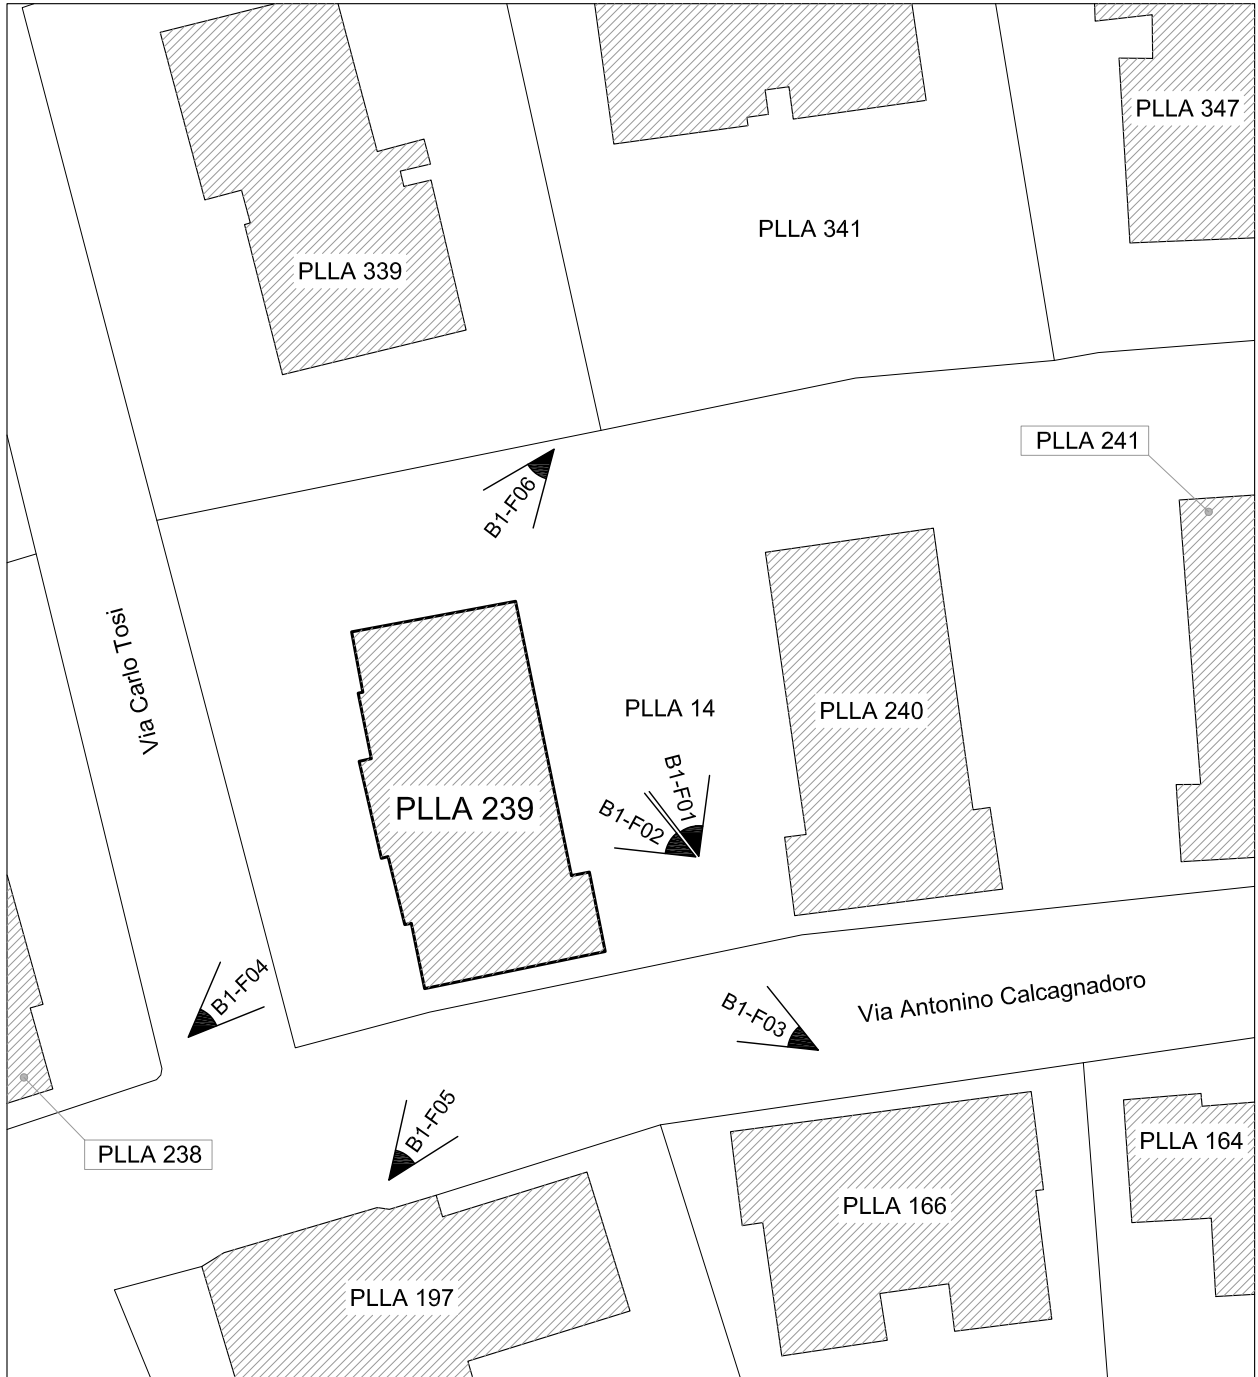 PLLA 347
PLLA 341
PLLA 339
PLLA 241
B1-F06
Via Carlo Tosi
PLLA 14
PLLA 240
B1-F01
PLLA 239
B1-F02
B1-F04
Via Antonino Calcagnadoro
B1-F03
B1-F05
PLLA 238
PLLA 164
PLLA 166
PLLA 197